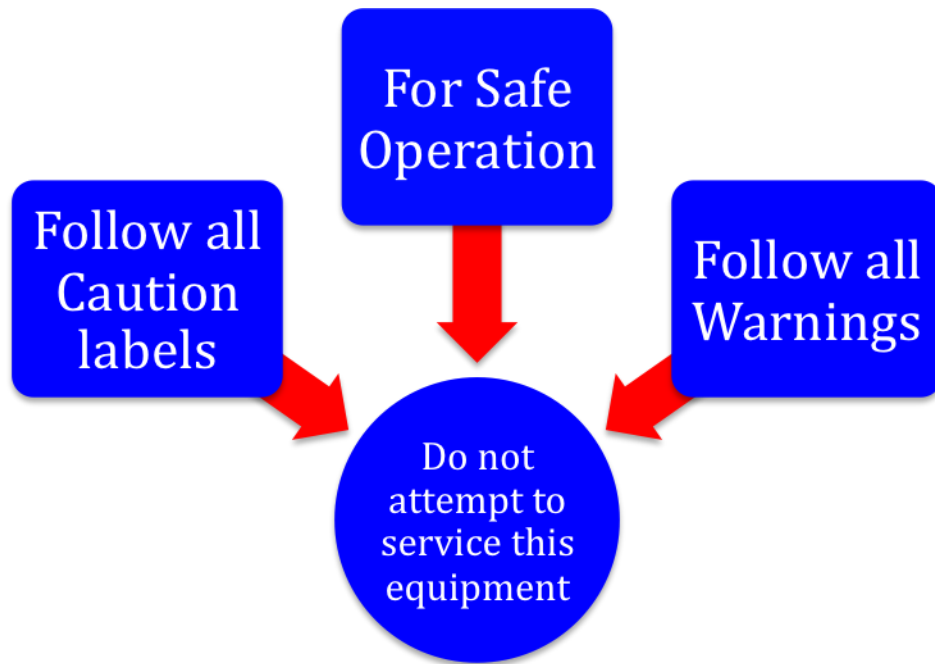 For Safe
Operation
Follow all
Caution
labels
Follow all
Warnings
Do not
attempt to
service this
equipment